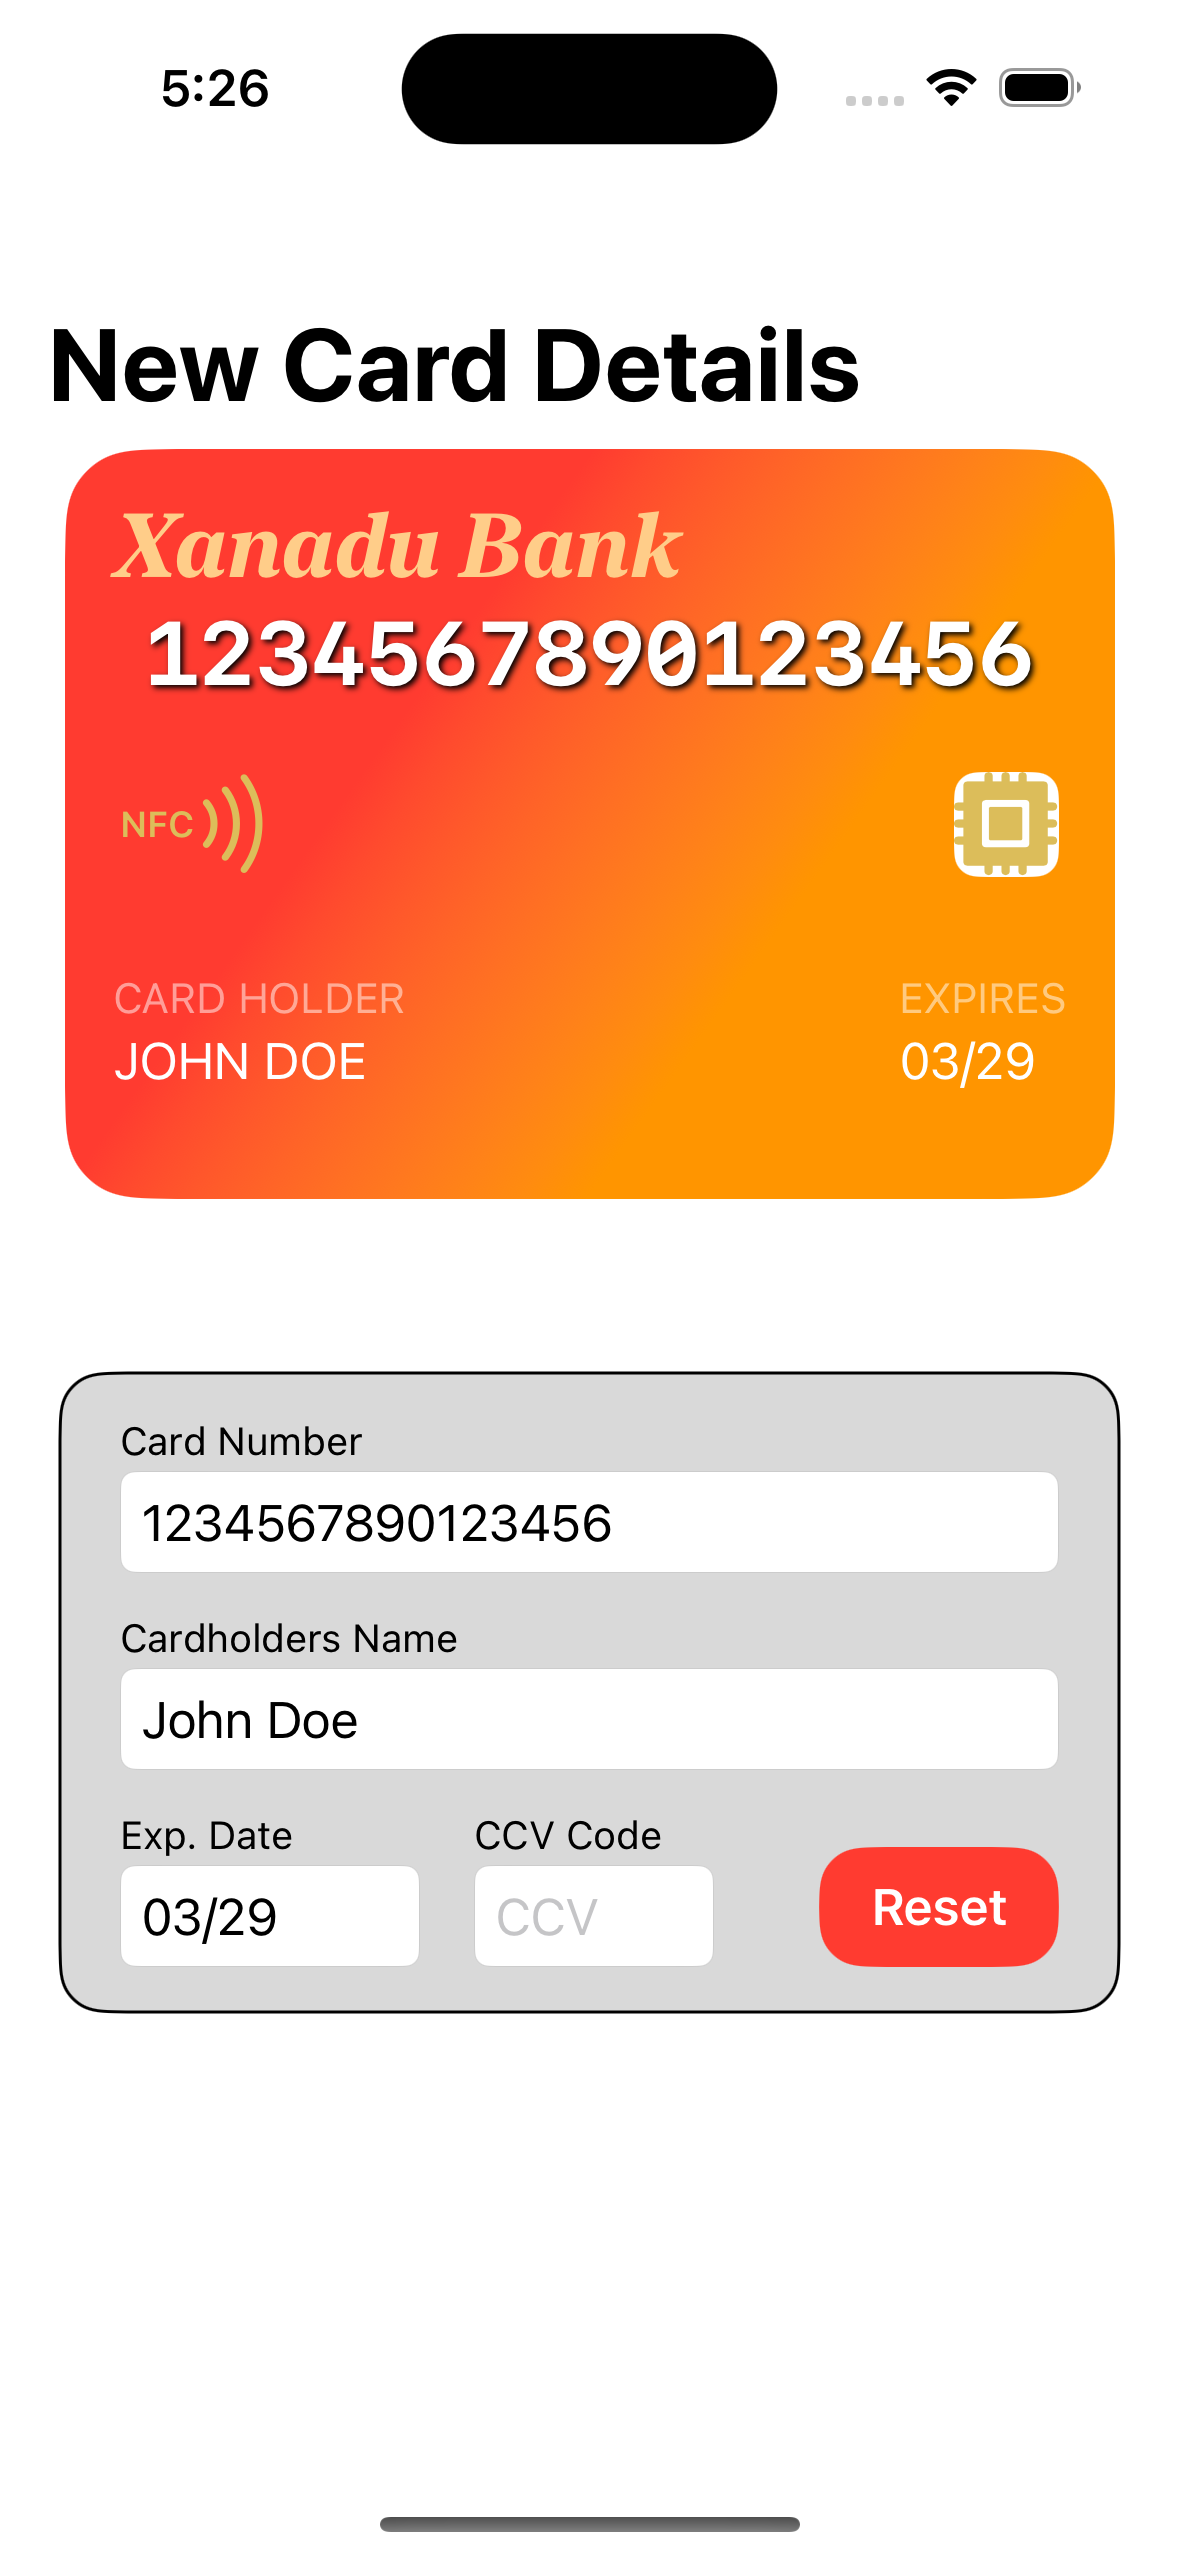 5:26
New Card Details
Xanadu Bank
1234567890123456
NFC
CARD HOLDER
EXPIRES
JOHN DOE
03/29
Card Number
1234567890123456
Cardholders Name
John Doe
Exp. Date
CCV Code
03/29
CCV
Reset